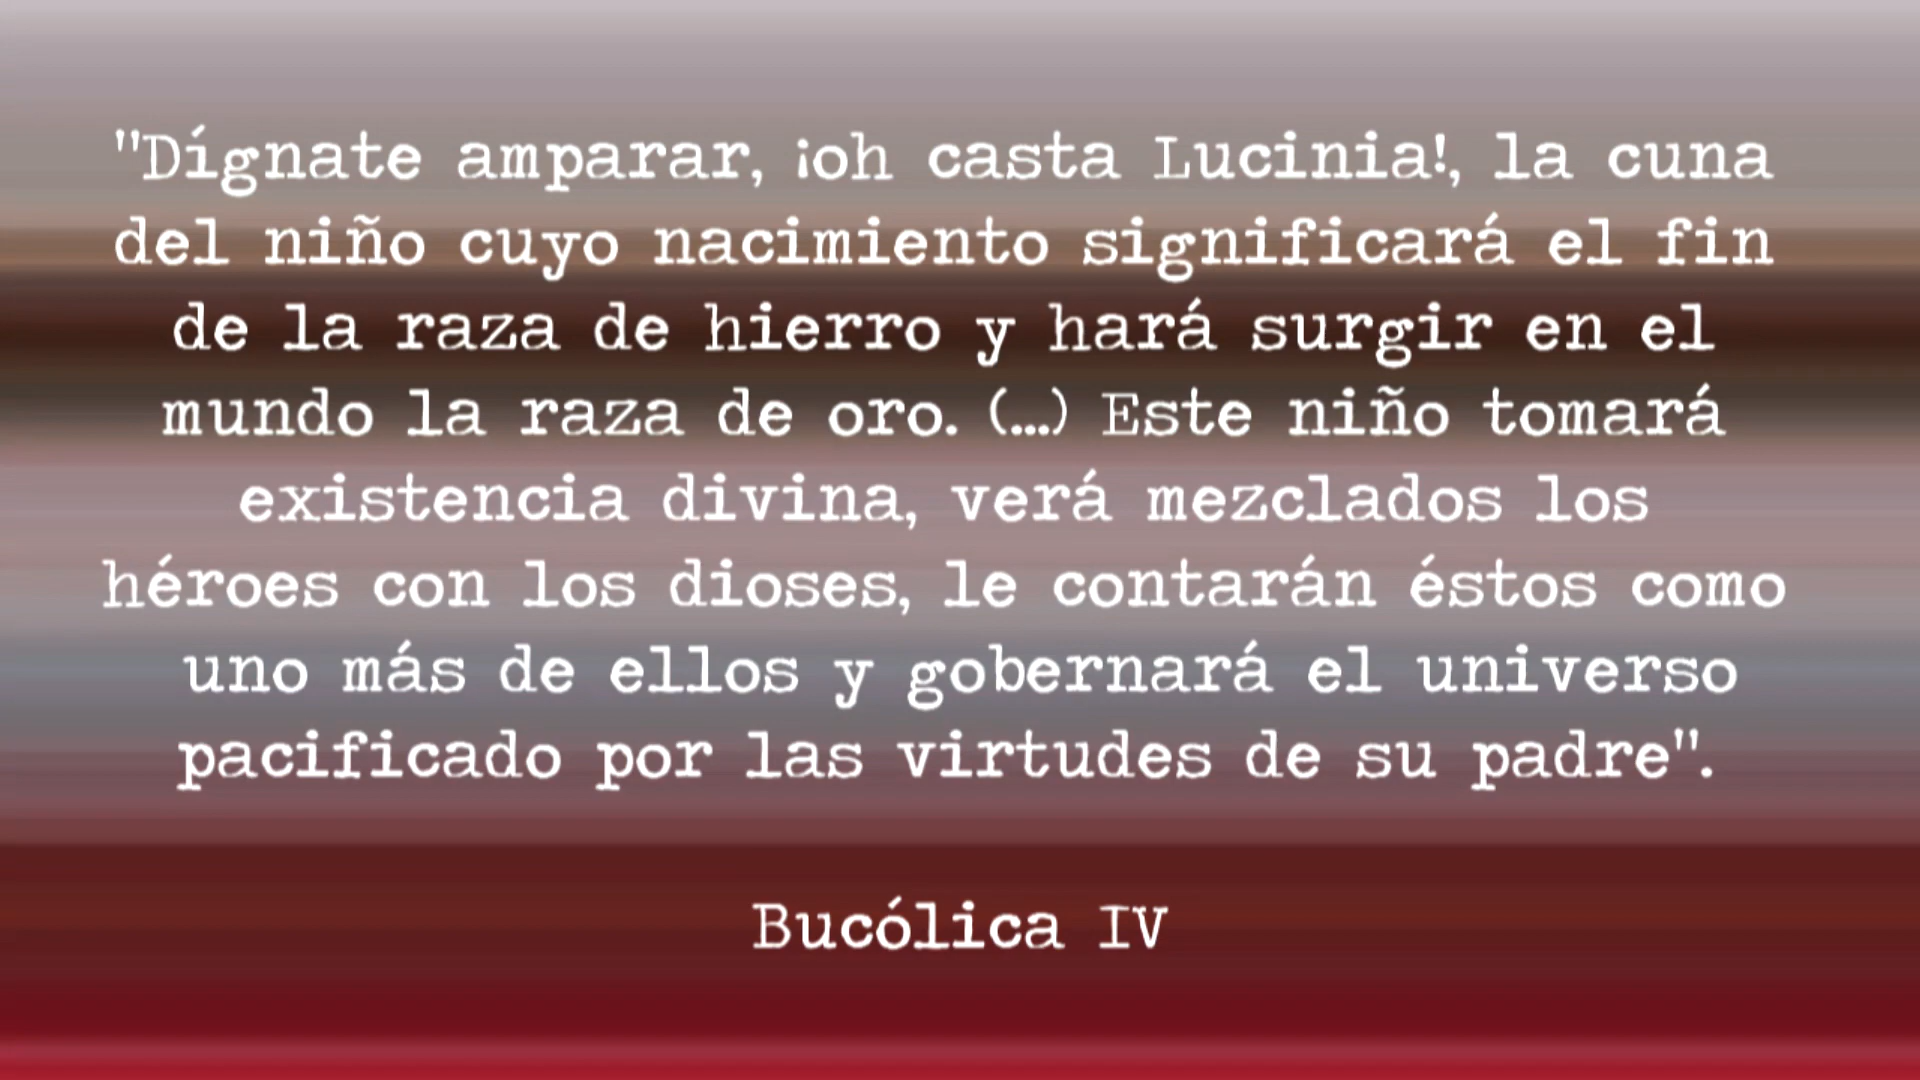 "Dígnate amparar, ¡oh casta Lucinia!, la cuna
del niño cuyo nacimiento significará el fin
de la raza de hierro y hará surgir en el
mundo la raza de oro. (...) Este niño tomará
existencia divina, verá mezclados los
héroes con los dioses, le contarán éstos como
uno más de ellos y gobernará el universo
pacificado por las virtudes de su padre".
Bucólica IV